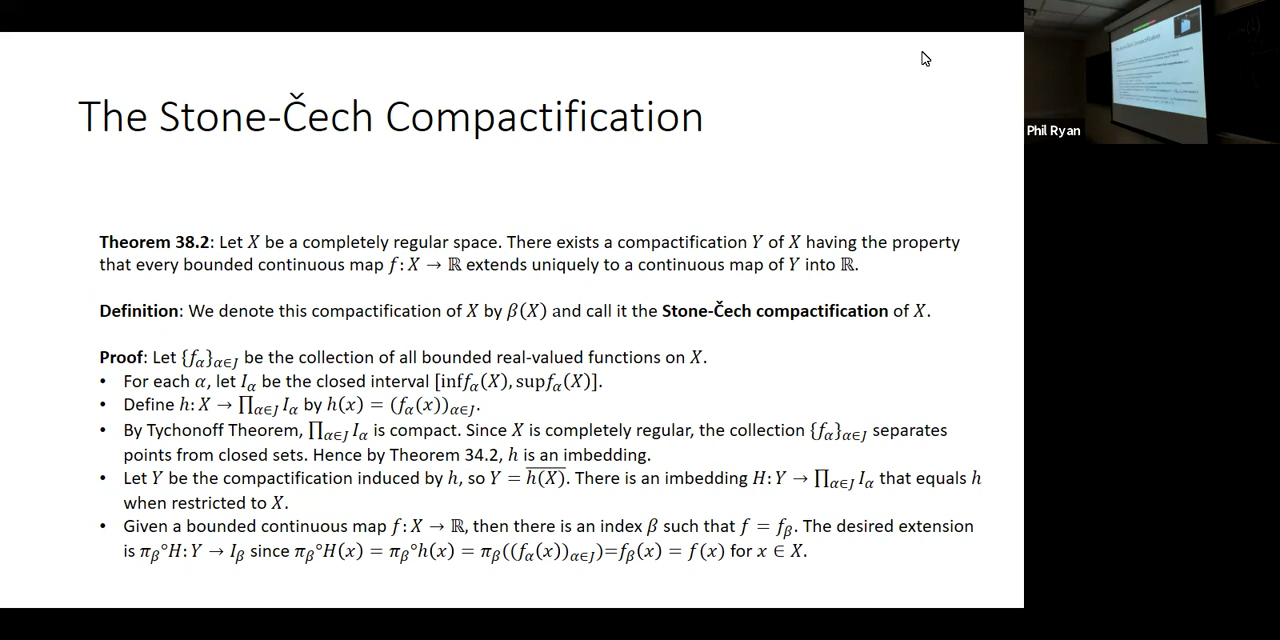 The Stone-Čech Compactification
Phil Ryan
Theorem 38.2: Let X be a completely regular space. There exists a compactification Y of X having the property
that every bounded continuous map f: X → ℝ extends uniquely to a continuous map of Y into ℝ.
Definition: We denote this compactification of X by β(X) and call it the Stone-Čech compactification of X.
Proof: Let {f_α}_{α∈J} be the collection of all bounded real-valued functions on X.
• For each α, let I_α be the closed interval [inf f_α(X), sup f_α(X)].
• Define h: X → ∏_{α∈J} I_α by h(x) = (f_α(x))_{α∈J}.
• By Tychonoff Theorem, ∏_{α∈J} I_α is compact. Since X is completely regular, the collection {f_α}_{α∈J} separates
points from closed sets. Hence by Theorem 34.2, h is an imbedding.
• Let Y be the compactification induced by h, so Y = \overline{h(X)}. There is an imbedding H: Y → ∏_{α∈J} I_α that equals h
when restricted to X.
• Given a bounded continuous map f: X → ℝ, then there is an index β such that f = f_β. The desired extension
is π_β°H: Y → I_β since π_β°H(x) = π_β°h(x) = π_β((f_α(x))_{α∈J})=f_β(x) = f(x) for x ∈ X.